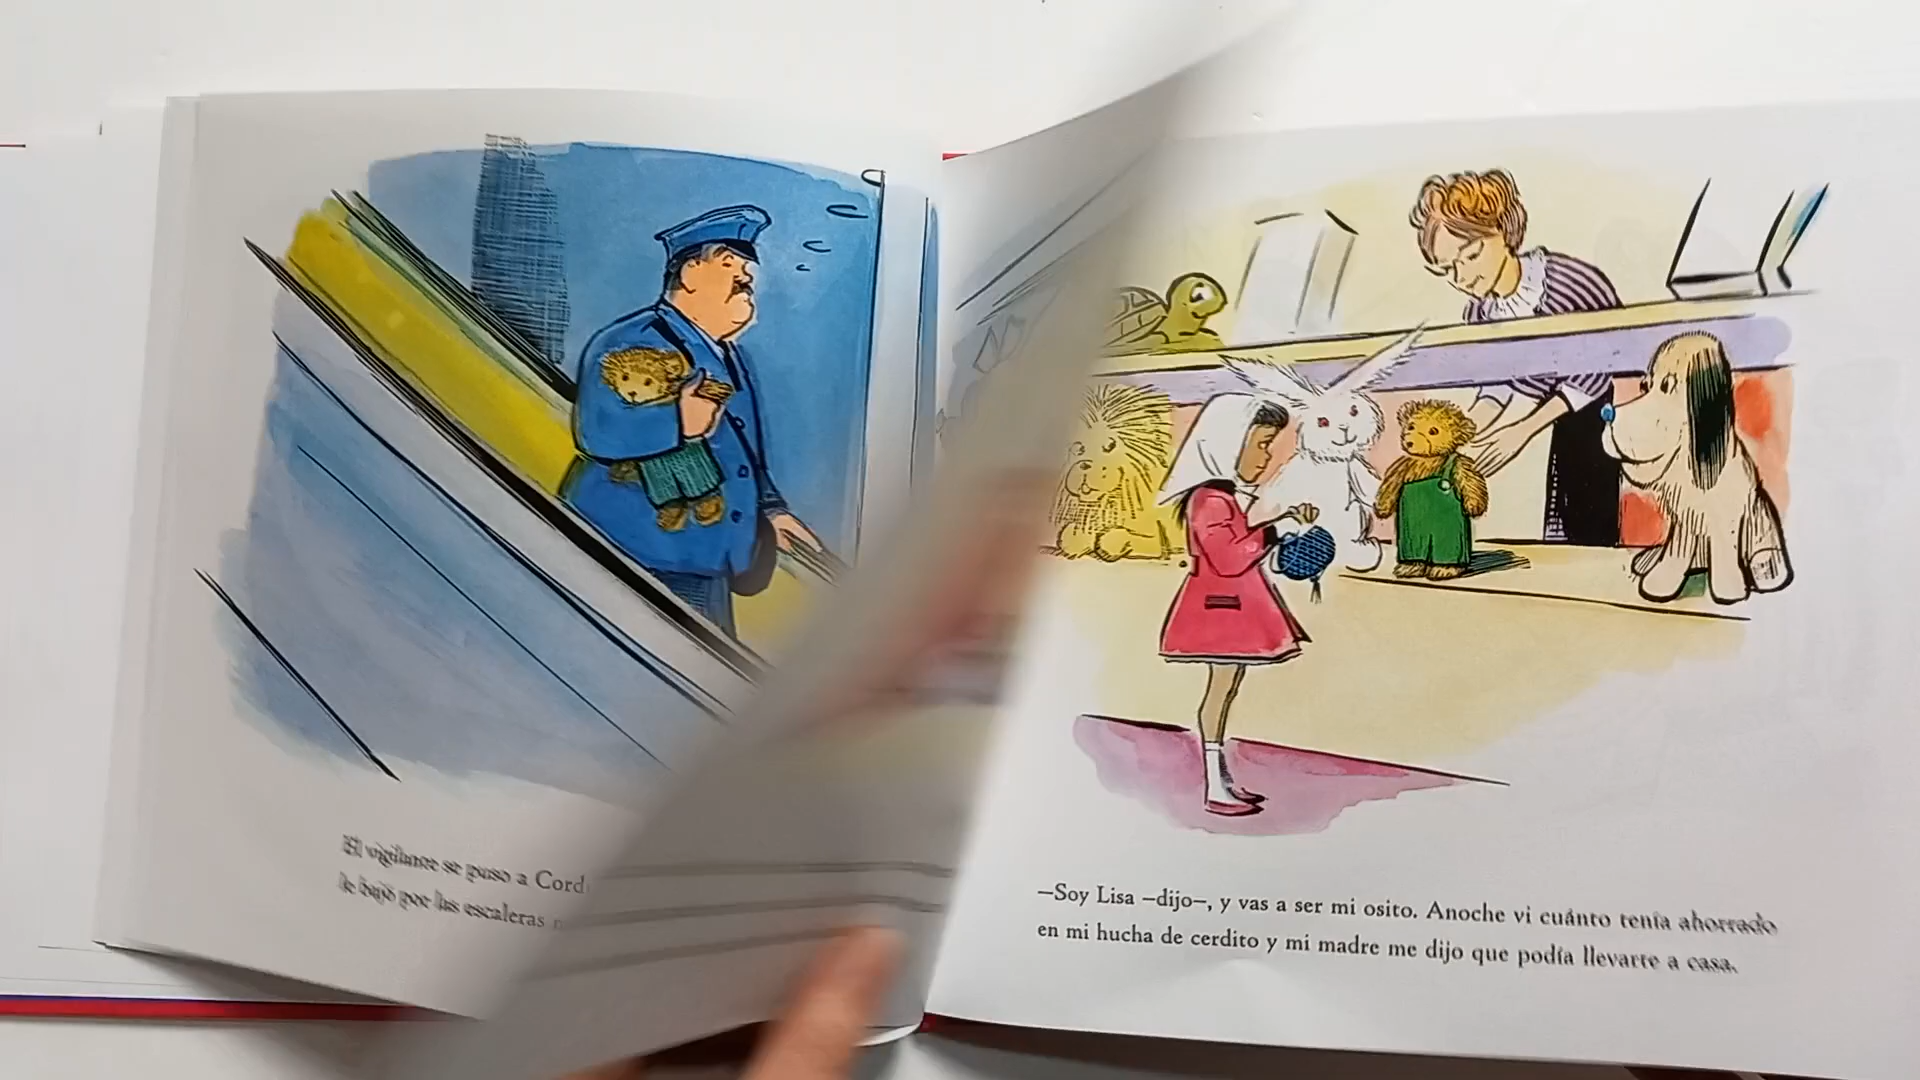 El vigilante se puso a Cord
le bajó por las escaleras
—Soy Lisa —dijo—, y vas a ser mi osito. Anoche vi cuánto tenía ahorrado
en mi hucha de cerdito y mi madre me dijo que podía llevarte a casa.